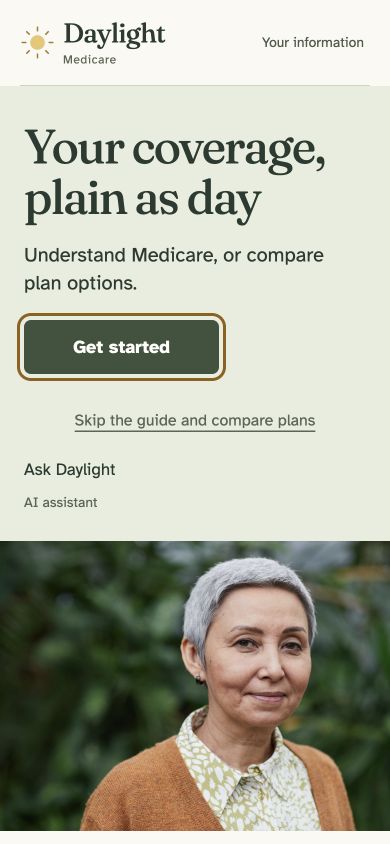 Daylight
Medicare
Your information
Your coverage,
plain as day
Understand Medicare, or compare
plan options.
Get started
Skip the guide and compare plans
Ask Daylight
AI assistant